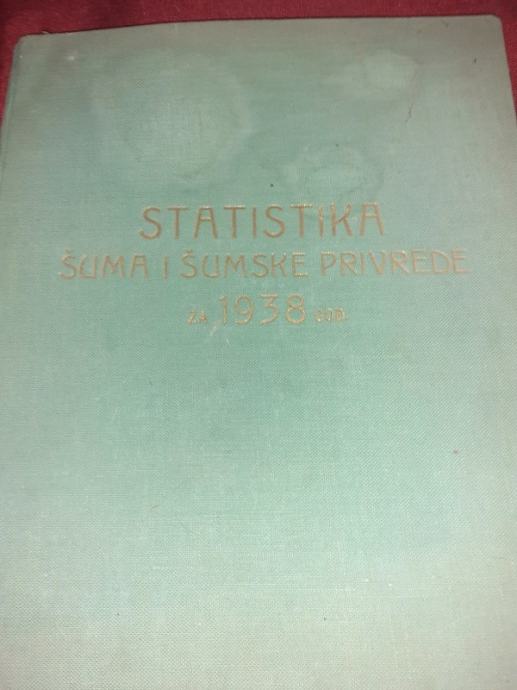 STATISTIKA
ŠUMA I ŠUMSKE PRIVREDE
ZA 1938 GOD.